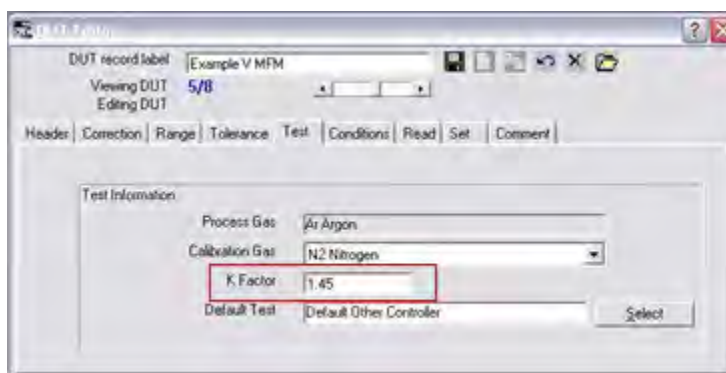 DUT record label Example V MFM
Viewing DUT 5/8
Editing DUT
Header Correction Range Tolerance Test Conditions Read Set Comment
Test Information
Process Gas Ar Argon
Calibration Gas N2 Nitrogen
K Factor 1.45
Default Test Default Other Controller Select